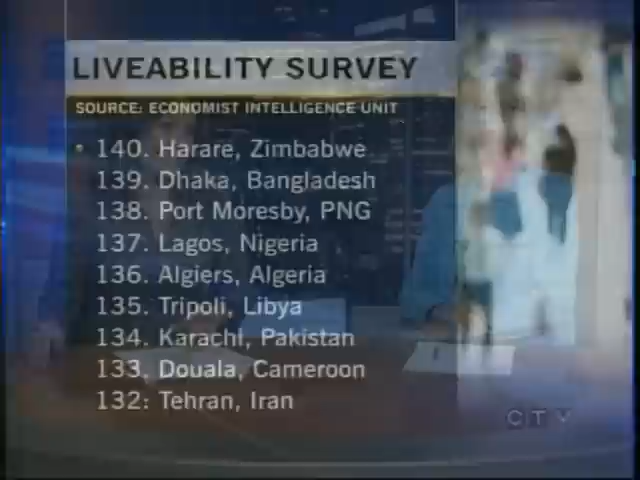 LIVEABILITY SURVEY
SOURCE: ECONOMIST INTELLIGENCE UNIT
• 140. Harare, Zimbabwe
139. Dhaka, Bangladesh
138. Port Moresby, PNG
137. Lagos, Nigeria
136. Algiers, Algeria
135. Tripoli, Libya
134. Karachi, Pakistan
133. Douala, Cameroon
132: Tehran, Iran
CTV